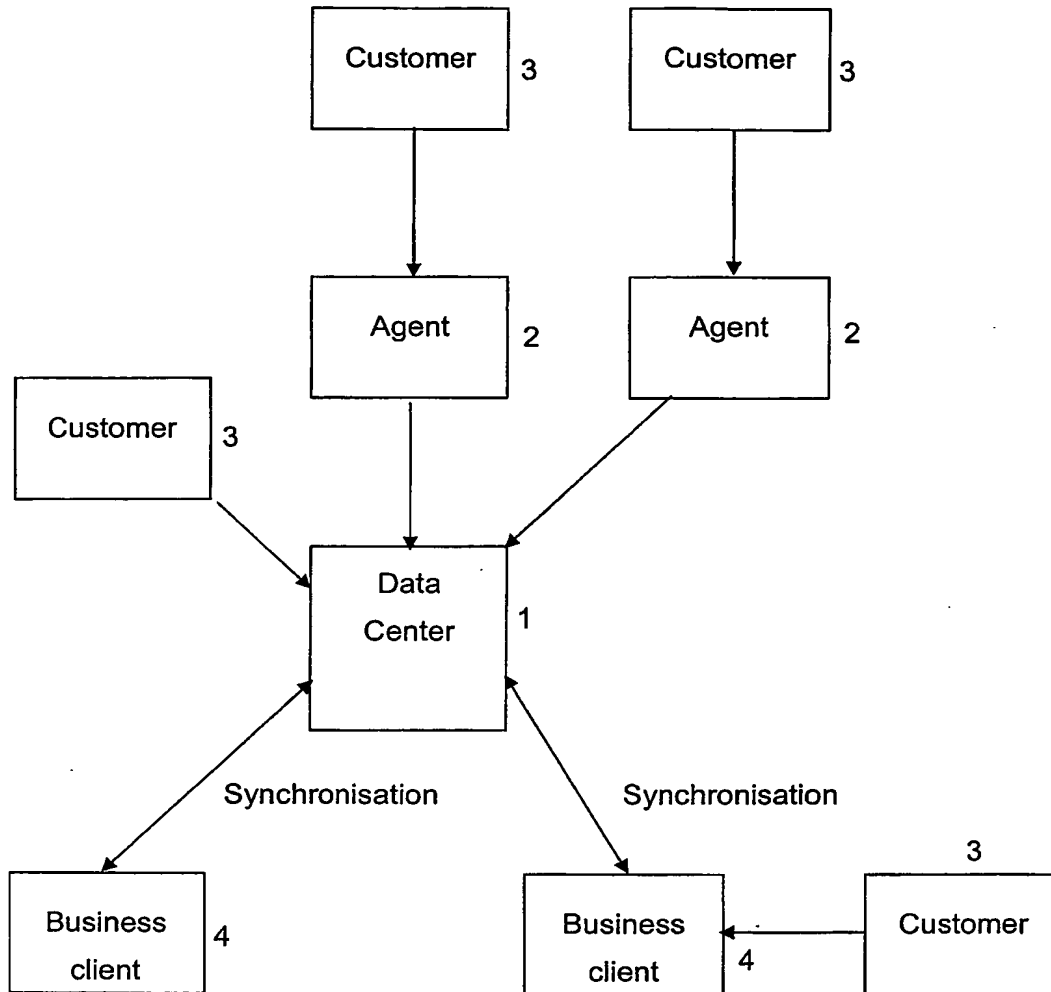 Customer
3
Customer
3
Agent
2
Agent
2
Customer
3
Data
Center
1
Synchronisation
Synchronisation
Business
client
4
Business
client
4
3
Customer